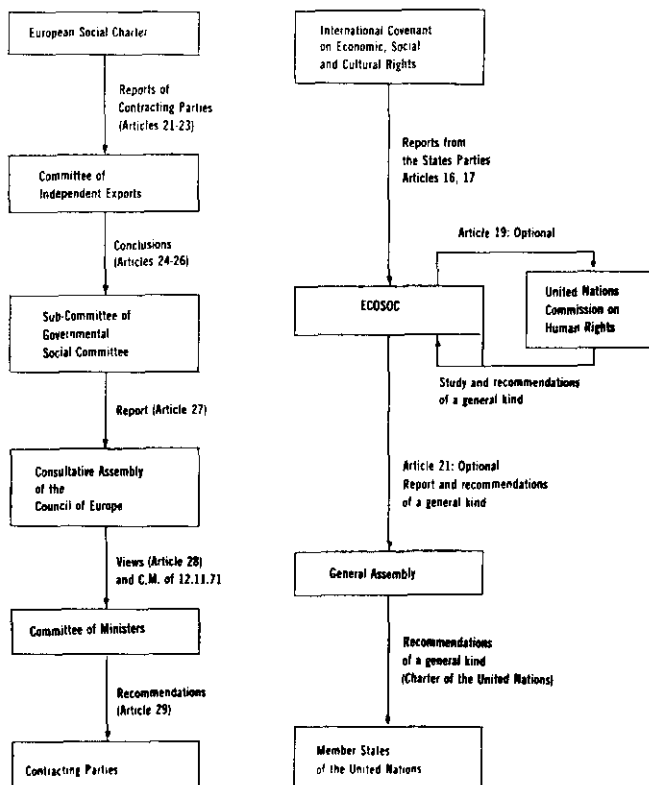 European Social Charter
Reports of
Contracting Parties
(Articles 21-23)
Committee of
Independent Exports
Conclusions
(Articles 24-26)
Sub-Committee of
Governmental
Social Committee
Report (Article 27)
Consultative Assembly
of the
Council of Europe
Views (Article 28)
and C.M. of 12.11.71
Committee of Ministers
Recommendations
(Article 29)
Contracting Parties
International Covenant
on Economic, Social
and Cultural Rights
Reports from
the States Parties
Articles 16, 17
Article 19: Optional
ECOSOC
United Nations
Commission on
Human Rights
Study and recommendations
of a general kind
Article 21: Optional
Report and recommendations
of a general kind
General Assembly
Recommendations
of a general kind
(Charter of the United Nations)
Member States
of the United Nations